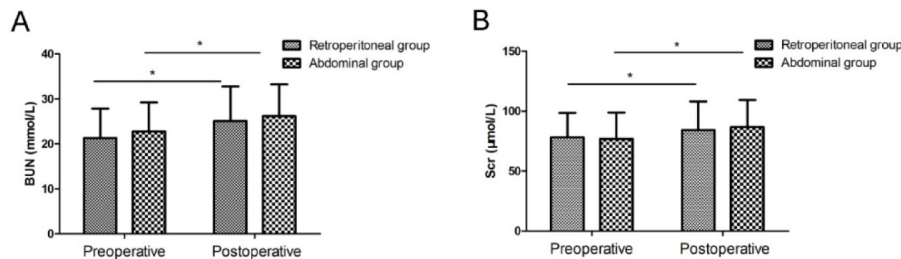 A
*
*
Retroperitoneal group
Abdominal group
BUN (mmol/L)
40
30
20
10
0
Preoperative
Postoperative
B
*
*
Retroperitoneal group
Abdominal group
Scr (μmol/L)
150
100
50
0
Preoperative
Postoperative